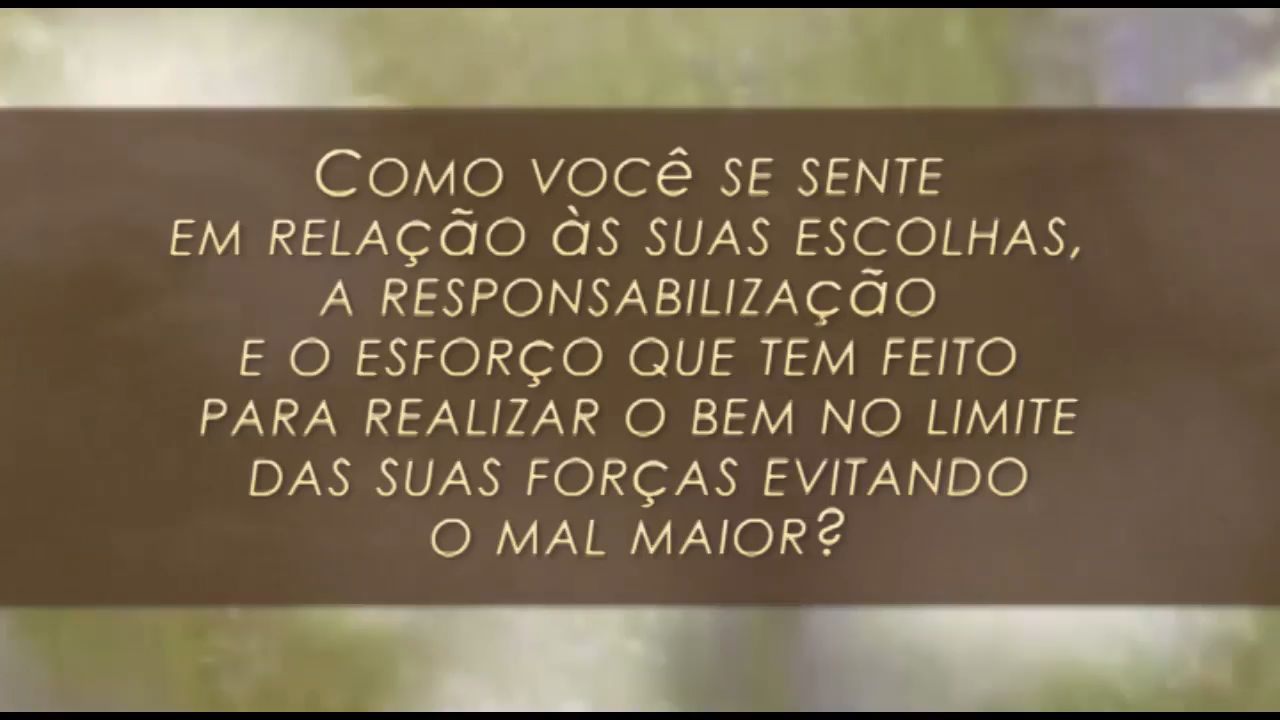 Como você se sente
em relação às suas escolhas,
a responsabilização
e o esforço que tem feito
para realizar o bem no limite
das suas forças evitando
o mal maior?